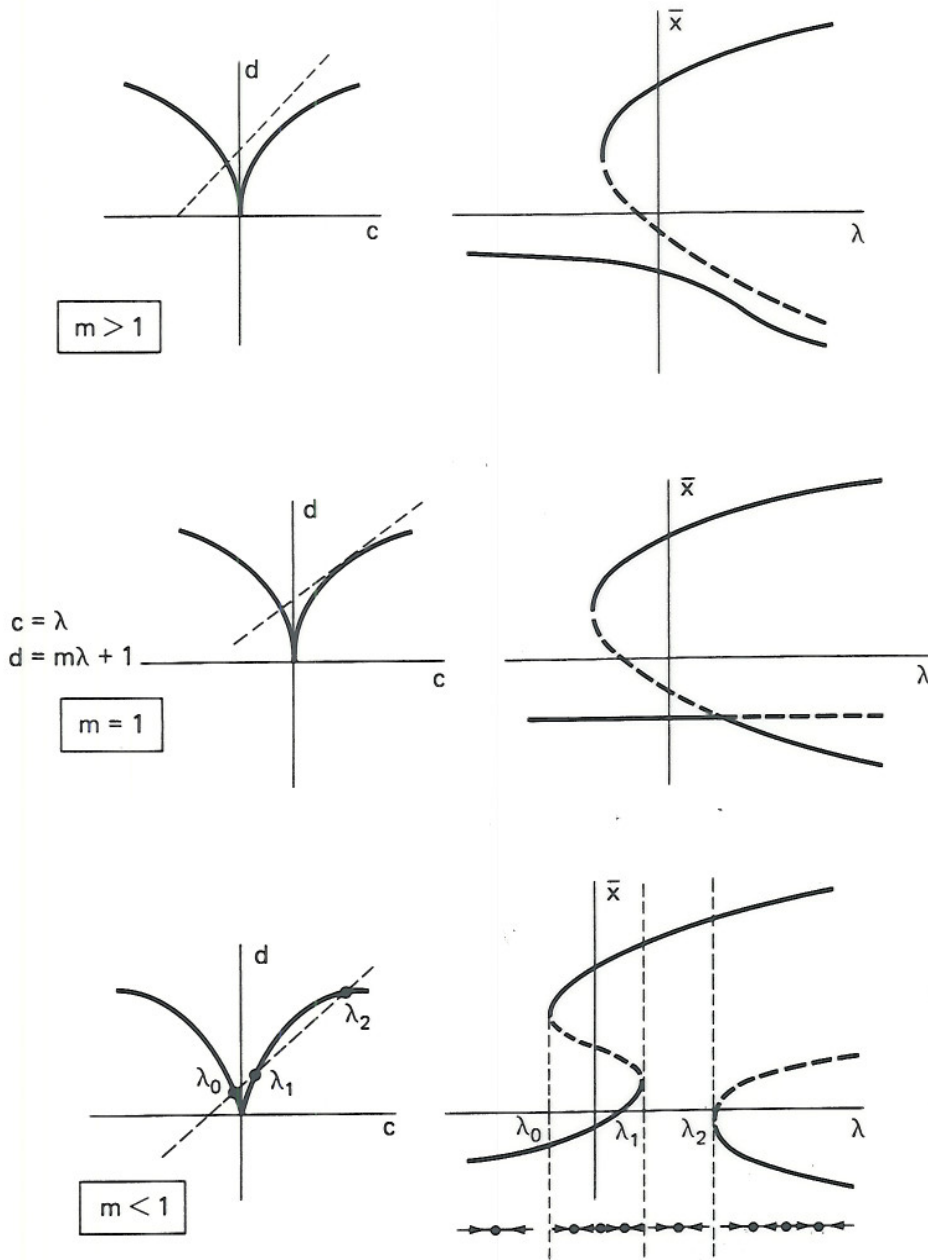 d
x̄
c
λ
m > 1
d
x̄
c = λ
d = mλ + 1
c
λ
m = 1
d
x̄
λ₂
λ₀
λ₁
c
λ₀
λ₁
λ₂
λ
m < 1